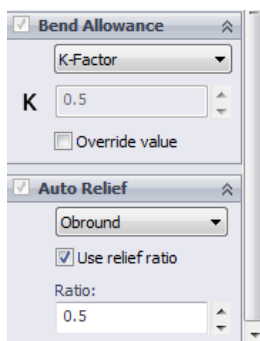 Bend Allowance
K-Factor
K 0.5
Override value
Auto Relief
Obround
Use relief ratio
Ratio:
0.5